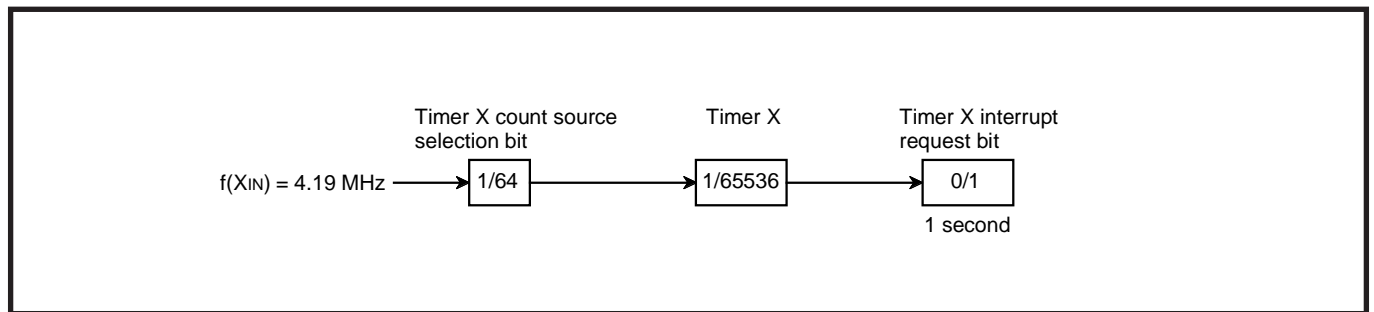 Timer X count source
selection bit
Timer X
Timer X interrupt
request bit
f(XIN) = 4.19 MHz
1/64
1/65536
0/1
1 second